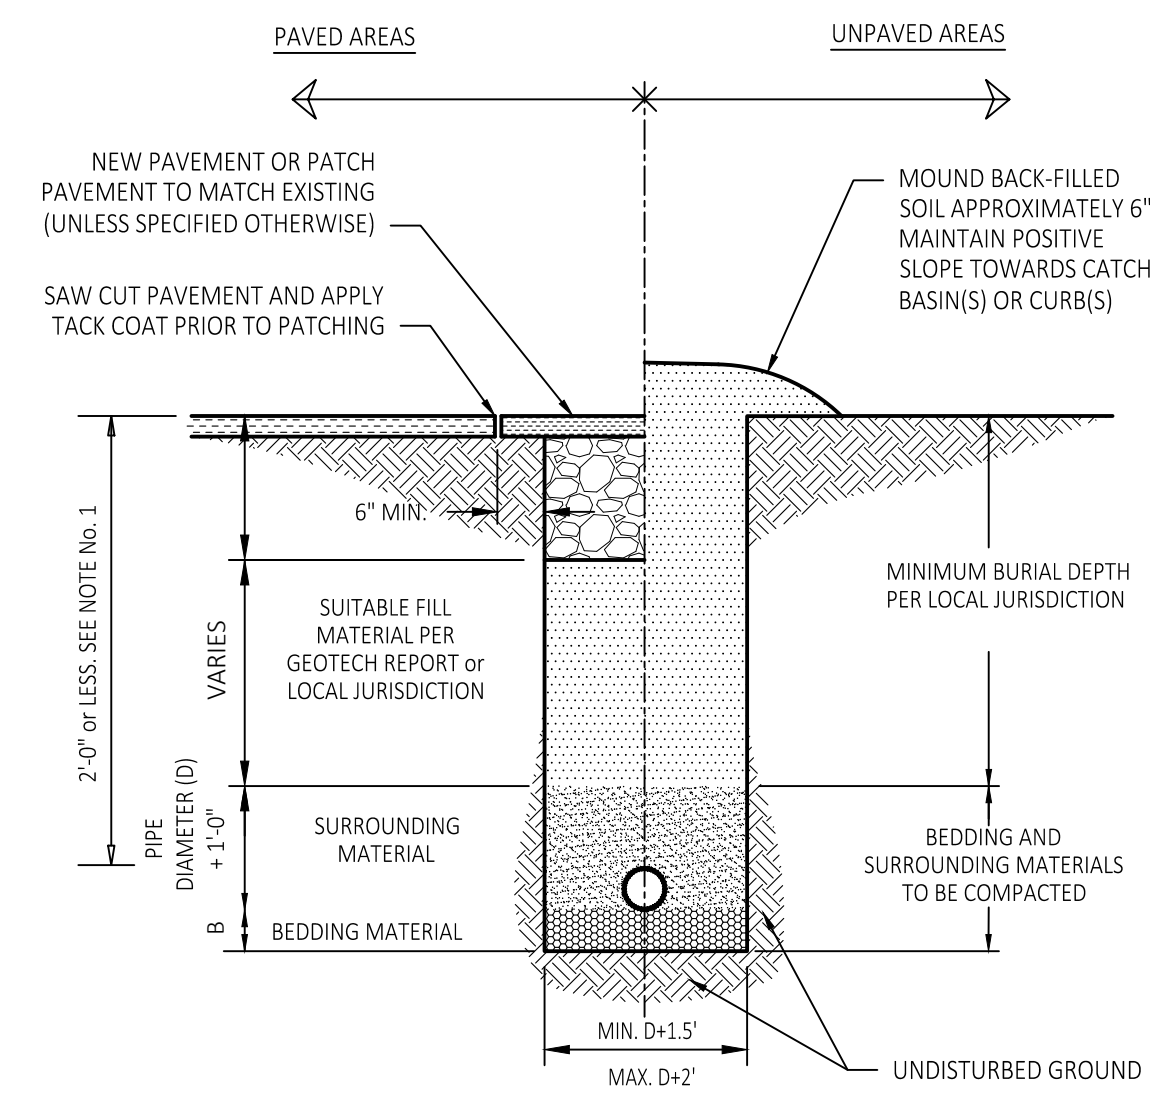 PAVED AREAS
UNPAVED AREAS
NEW PAVEMENT OR PATCH
PAVEMENT TO MATCH EXISTING
(UNLESS SPECIFIED OTHERWISE)
SAW CUT PAVEMENT AND APPLY
TACK COAT PRIOR TO PATCHING
MOUND BACK-FILLED
SOIL APPROXIMATELY 6"
MAINTAIN POSITIVE
SLOPE TOWARDS CATCH
BASIN(S) OR CURB(S)
6" MIN.
2'-0" or LESS. SEE NOTE No. 1
VARIES
SUITABLE FILL
MATERIAL PER
GEOTECH REPORT or
LOCAL JURISDICTION
MINIMUM BURIAL DEPTH
PER LOCAL JURISDICTION
PIPE
DIAMETER (D)
+ 1'-0"
SURROUNDING
MATERIAL
BEDDING AND
SURROUNDING MATERIALS
TO BE COMPACTED
B
BEDDING MATERIAL
MIN. D+1.5'
MAX. D+2'
UNDISTURBED GROUND